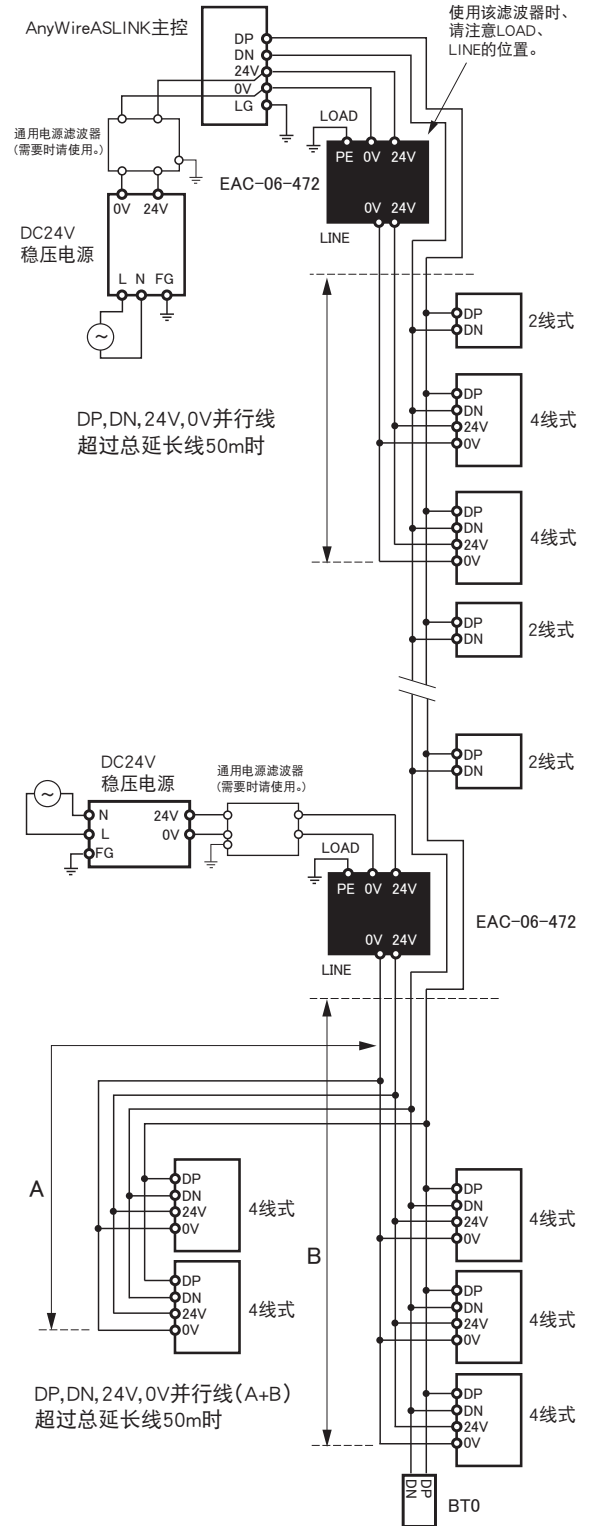 AnyWireASLINK主控
DP
DN
24V
0V
LG
使用该滤波器时、
请注意LOAD、
LINE的位置。
通用电源滤波器
(需要时请使用。)
LOAD
PE 0V 24V
EAC-06-472
0V 24V
LINE
0V 24V
DC24V
稳压电源
L N FG
DP
DN
2线式
DP
DN
24V
0V
4线式
DP,DN,24V,0V并行线
超过总延长线50m时
DP
DN
24V
0V
4线式
DP
DN
2线式
DP
DN
2线式
DC24V
稳压电源
通用电源滤波器
(需要时请使用。)
N
L
FG
24V
0V
LOAD
PE 0V 24V
EAC-06-472
0V 24V
LINE
A
B
DP
DN
24V
0V
4线式
DP
DN
24V
0V
4线式
DP
DN
24V
0V
4线式
DP
DN
24V
0V
4线式
DP
DN
24V
0V
4线式
DP,DN,24V,0V并行线(A+B)
超过总延长线50m时
DP
DN
BT0